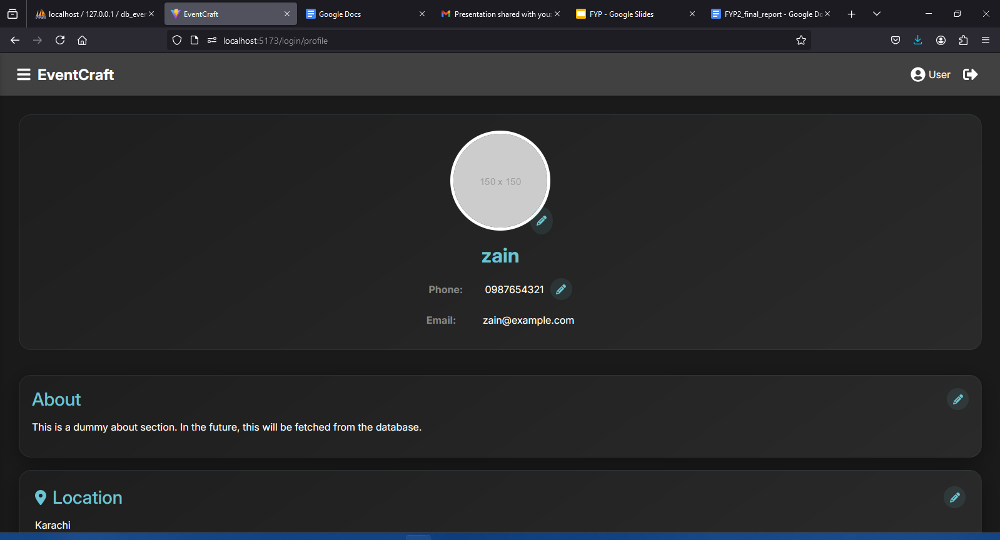 localhost / 127.0.0.1 / db_ever
EventCraft
Google Docs
Presentation shared with you:
FYP - Google Slides
FYP2_final_report - Google Do
localhost:5173/login/profile
EventCraft
User
150 x 150
zain
Phone: 0987654321
Email: zain@example.com
About
This is a dummy about section. In the future, this will be fetched from the database.
Location
Karachi